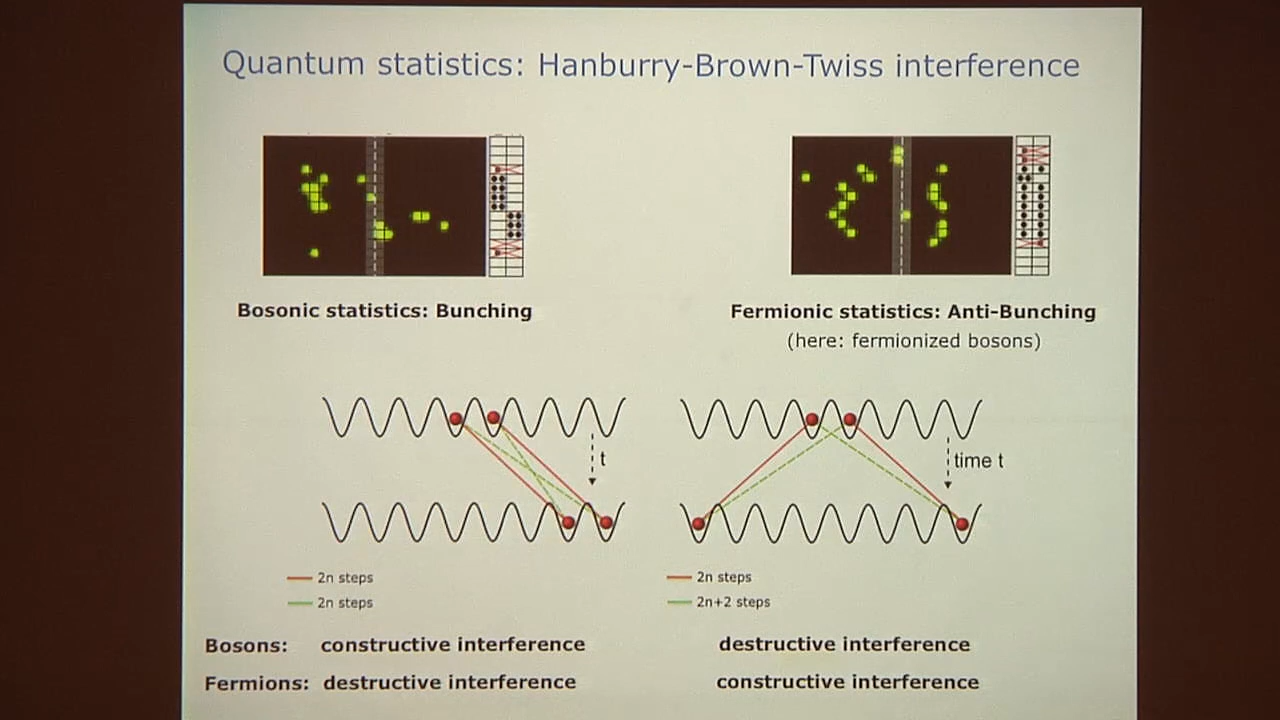 Quantum statistics: Hanburry-Brown-Twiss interference
Bosonic statistics: Bunching
Fermionic statistics: Anti-Bunching
(here: fermionized bosons)
t
time t
2n steps
2n steps
2n steps
2n+2 steps
Bosons: constructive interference destructive interference
Fermions: destructive interference constructive interference